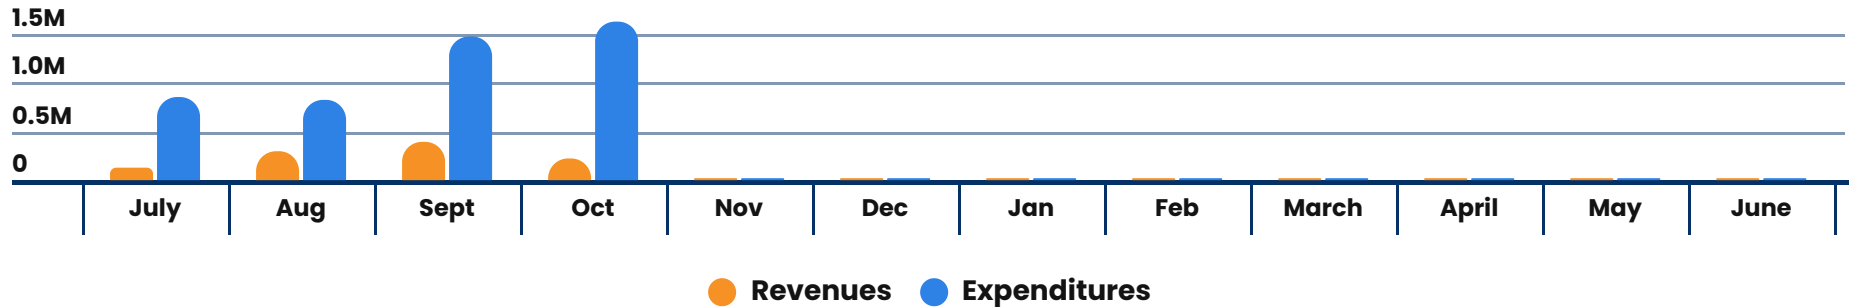 1.5M
1.0M
0.5M
0
July Aug Sept Oct Nov Dec Jan Feb March April May June
Revenues Expenditures